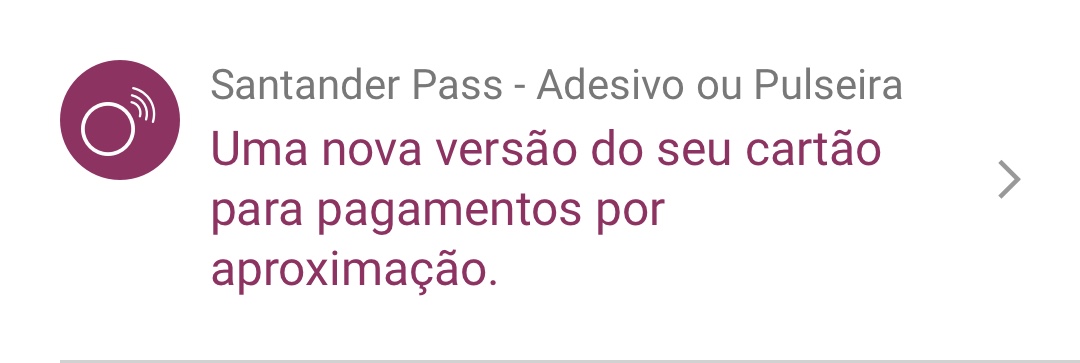 Santander Pass - Adesivo ou Pulseira
Uma nova versão do seu cartão
para pagamentos por
aproximação.